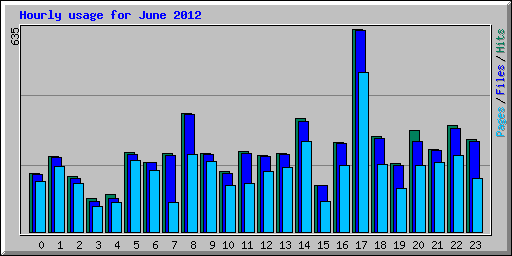 Hourly usage for June 2012
635
Pages / Files / Hits
0 1 2 3 4 5 6 7 8 9 10 11 12 13 14 15 16 17 18 19 20 21 22 23